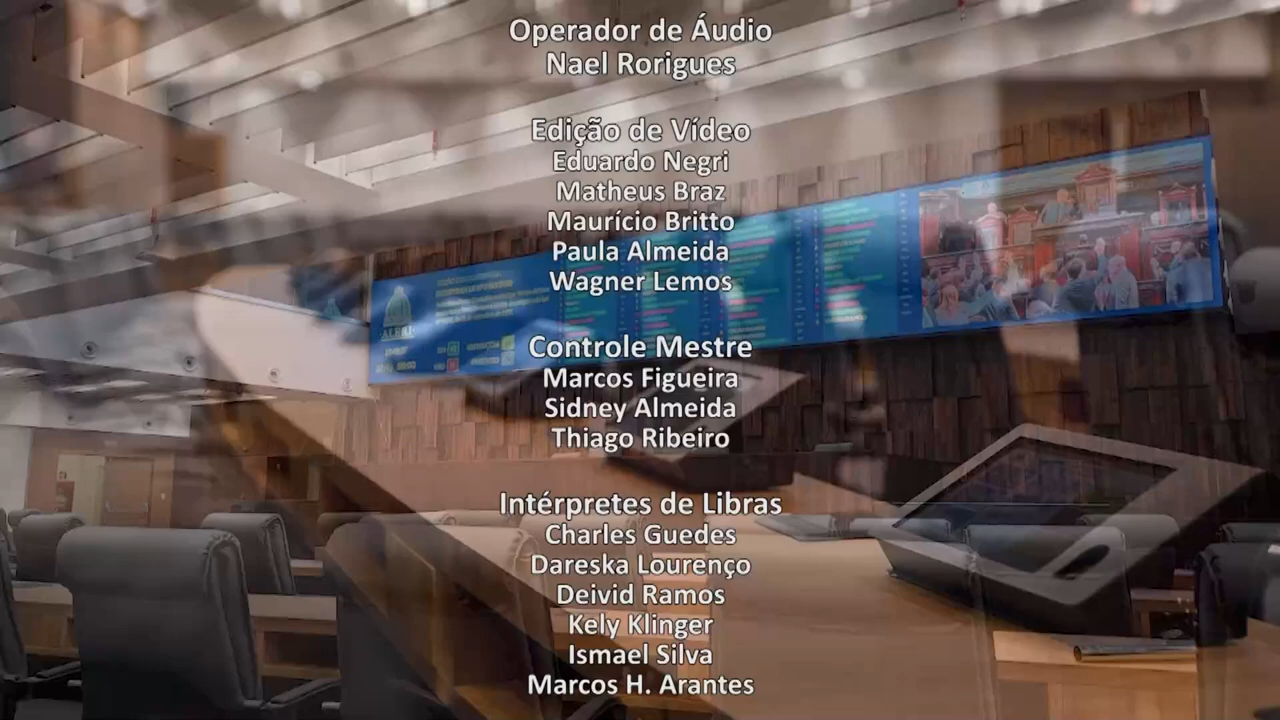 Operador de Áudio
Nael Rorigues
Edição de Vídeo
Eduardo Negri
Matheus Braz
Maurício Britto
Paula Almeida
Wagner Lemos
Controle Mestre
Marcos Figueira
Sidney Almeida
Thiago Ribeiro
Intérpretes de Libras
Charles Guedes
Dareska Lourenço
Deivid Ramos
Kely Klinger
Ismael Silva
Marcos H. Arantes
ALERJ